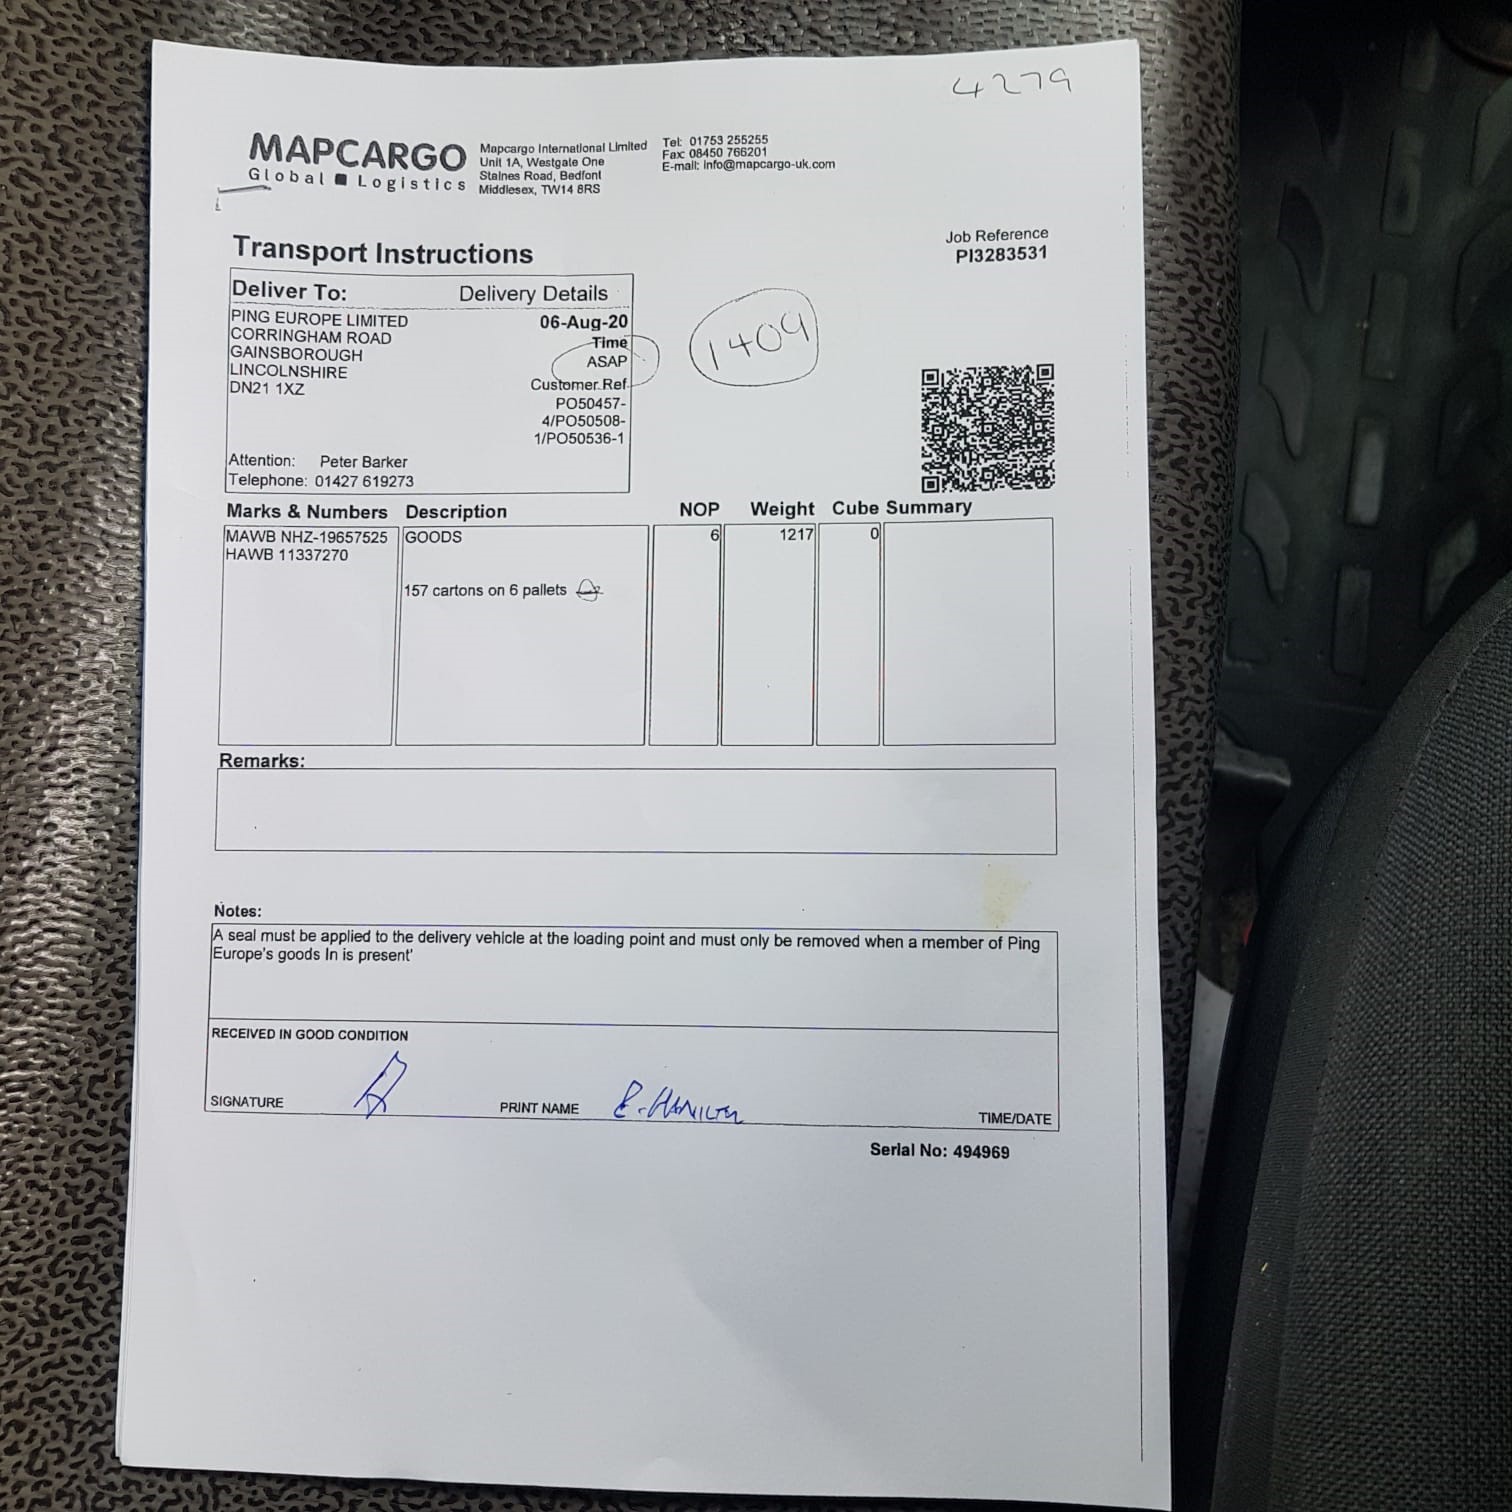 4279
MAPCARGO
Global Logistics
Mapcargo International Limited
Unit 1A, Westgate One
Staines Road, Bedfont
Middlesex, TW14 8RS
Tel: 01753 255255
Fax: 08450 766201
E-mail: info@mapcargo-uk.com
Job Reference
PI3283531
Transport Instructions
Deliver To: Delivery Details
PING EUROPE LIMITED
CORRINGHAM ROAD
GAINSBOROUGH
LINCOLNSHIRE
DN21 1XZ
06-Aug-20
Time
ASAP
Customer Ref
PO50457-
4/PO50508-
1/PO50536-1
1409
Attention: Peter Barker
Telephone: 01427 619273
Marks & Numbers Description NOP Weight Cube Summary
MAWB NHZ-19657525 GOODS 6 1217 0
HAWB 11337270
157 cartons on 6 pallets
Remarks:
Notes:
A seal must be applied to the delivery vehicle at the loading point and must only be removed when a member of Ping
Europe's goods In is present'
RECEIVED IN GOOD CONDITION
SIGNATURE PRINT NAME E. HAMILTON TIME/DATE
Serial No: 494969